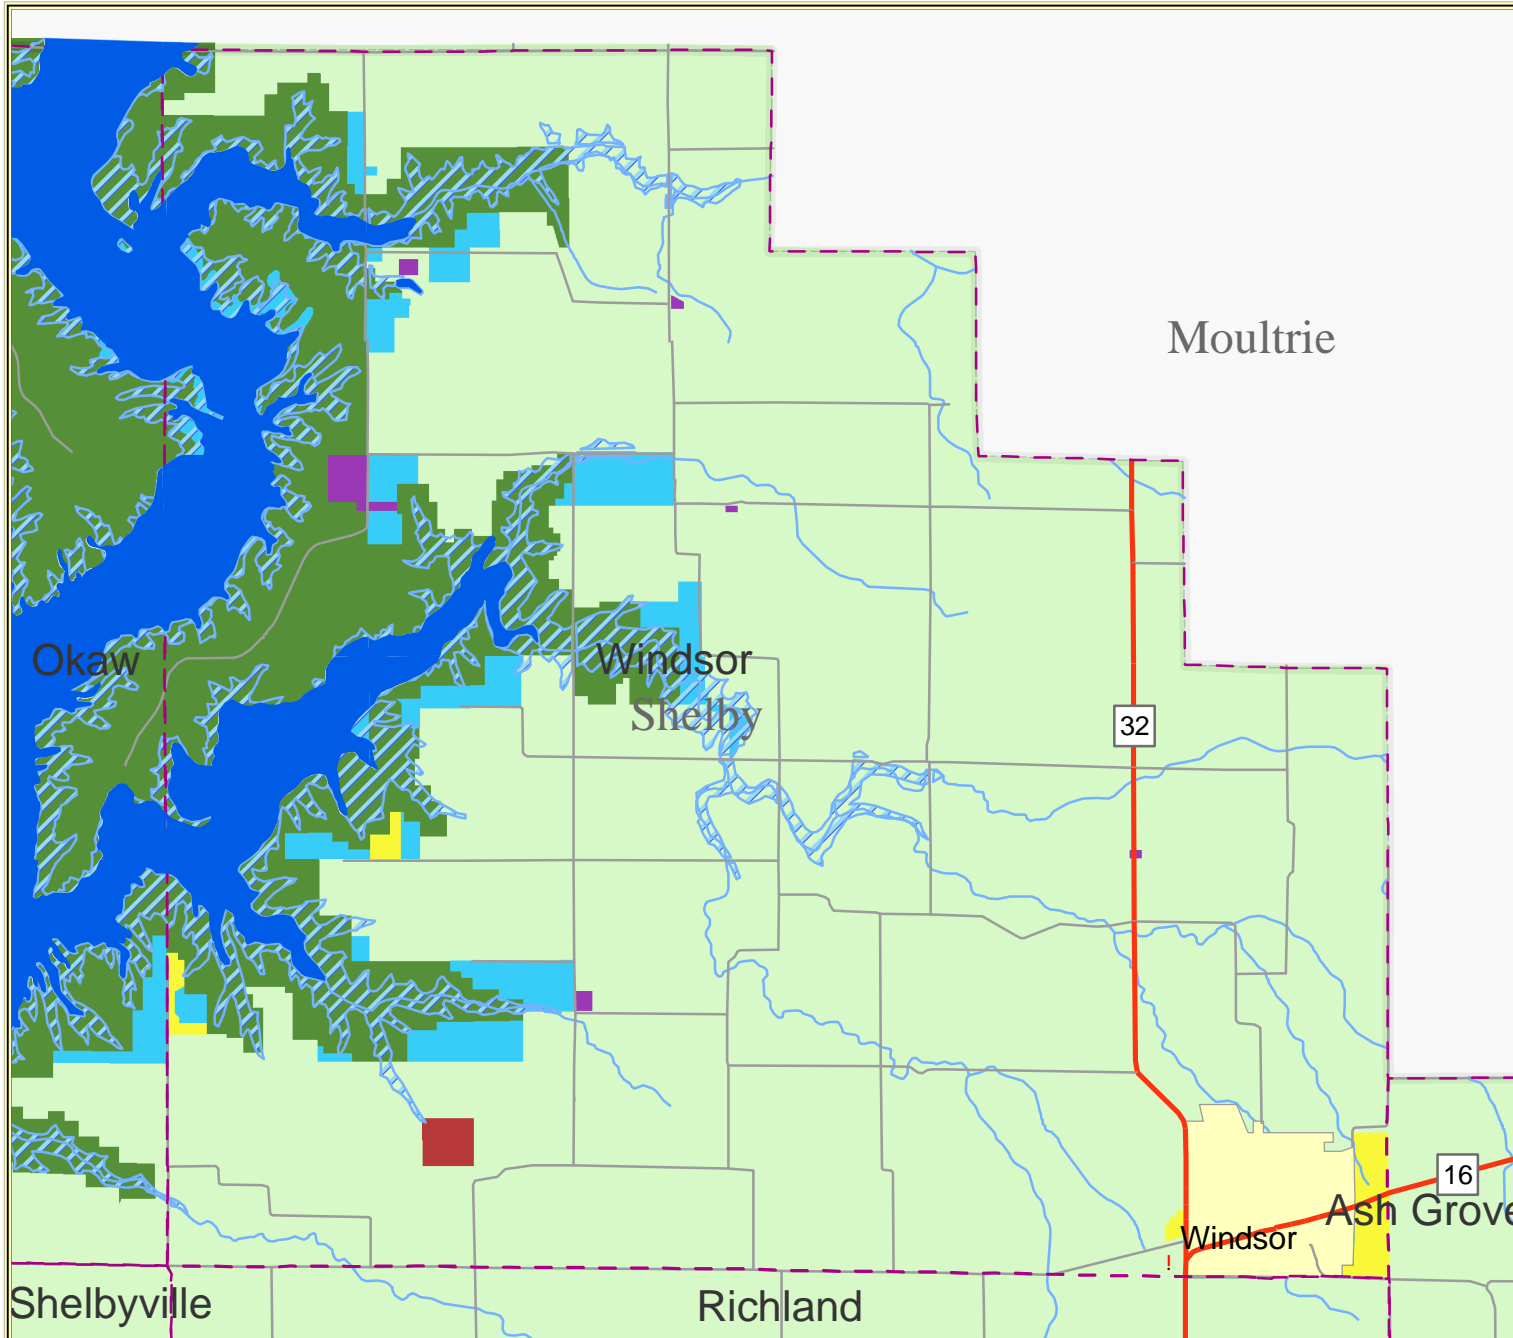 Moultrie
Okaw
Windsor
Shelby
32
16
Ash Grove
Windsor
!
Shelbyville
Richland